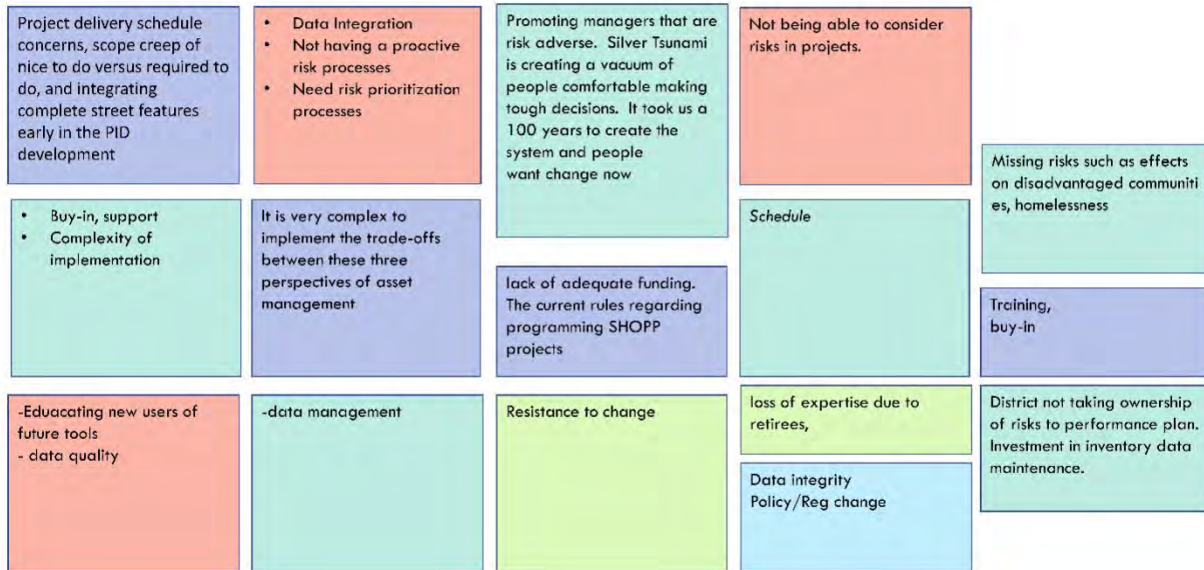 Project delivery schedule
concerns, scope creep of
nice to do versus required to
do, and integrating
complete street features
early in the PID
development
• Data Integration
• Not having a proactive
risk processes
• Need risk prioritization
processes
Promoting managers that are
risk adverse. Silver Tsunami
is creating a vacuum of
people comfortable making
tough decisions. It took us a
100 years to create the
system and people
want change now
Not being able to consider
risks in projects.
Missing risks such as effects
on disadvantaged communiti
es, homelessness
• Buy-in, support
• Complexity of
implementation
It is very complex to
implement the trade-offs
between these three
perspectives of asset
management
lack of adequate funding.
The current rules regarding
programming SHOPP
projects
Schedule
Training,
buy-in
-Eduacating new users of
future tools
- data quality
-data management
Resistance to change
loss of expertise due to
retirees,
Data integrity
Policy/Reg change
District not taking ownership
of risks to performance plan.
Investment in inventory data
maintenance.